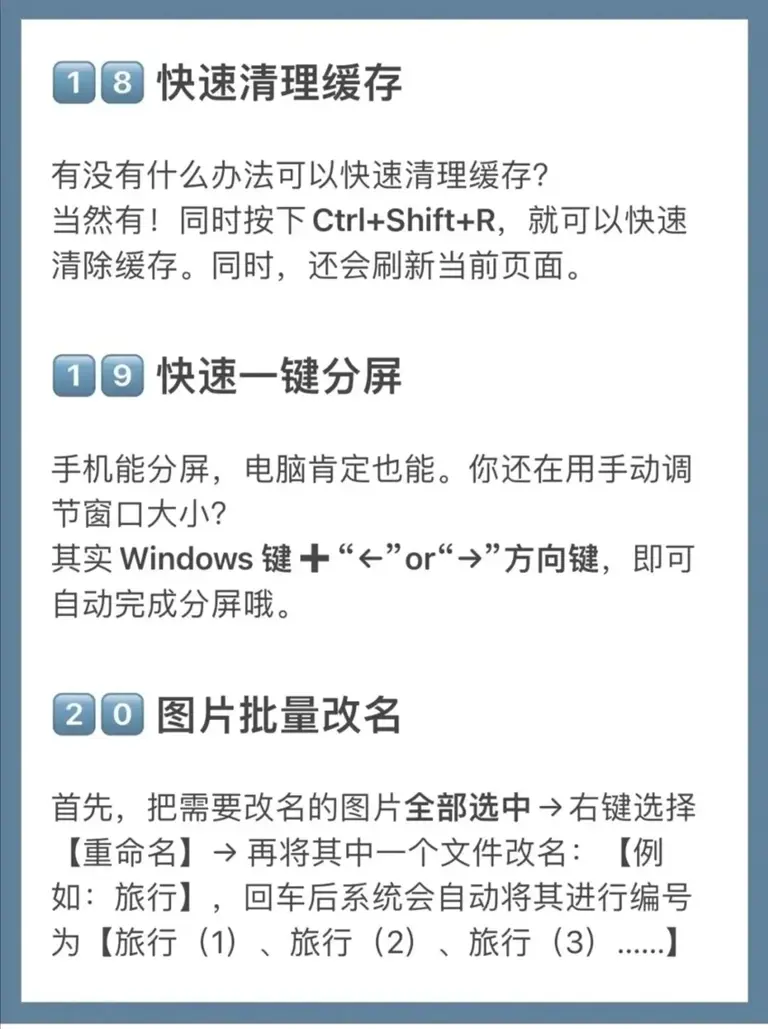 1️⃣8️⃣ 快速清理缓存
有没有什么办法可以快速清理缓存?
当然有！同时按下 Ctrl+Shift+R，就可以快速
清除缓存。同时，还会刷新当前页面。
1️⃣9️⃣ 快速一键分屏
手机能分屏，电脑肯定也能。你还在用手动调
节窗口大小?
其实 Windows 键 ➕ “←”or“→”方向键，即可
自动完成分屏哦。
2️⃣0️⃣ 图片批量改名
首先，把需要改名的图片全部选中 → 右键选择
【重命名】→ 再将其中一个文件改名：【例
如：旅行】，回车后系统会自动将其进行编号
为【旅行（1）、旅行（2）、旅行（3）......】